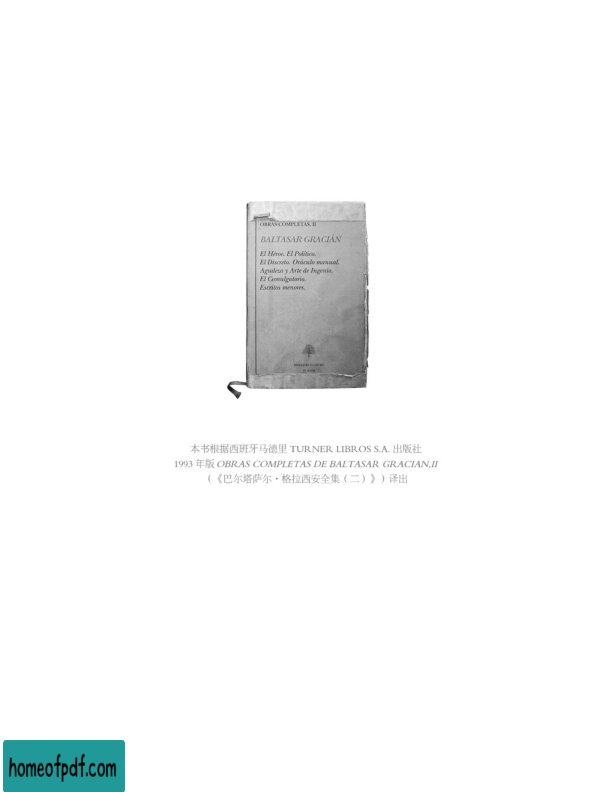 OBRAS COMPLETAS, II
BALTASAR GRACIÁN
El Héroe. El Político.
El Discreto. Oráculo manual.
Agudeza y Arte de Ingenio.
El Comulgatorio.
Escritos menores.
本书根据西班牙马德里 TURNER LIBROS S.A. 出版社
1993 年版 OBRAS COMPLETAS DE BALTASAR GRACIAN,II
(《巴尔塔萨尔·格拉西安全集(二)》)译出
homeofpdf.com